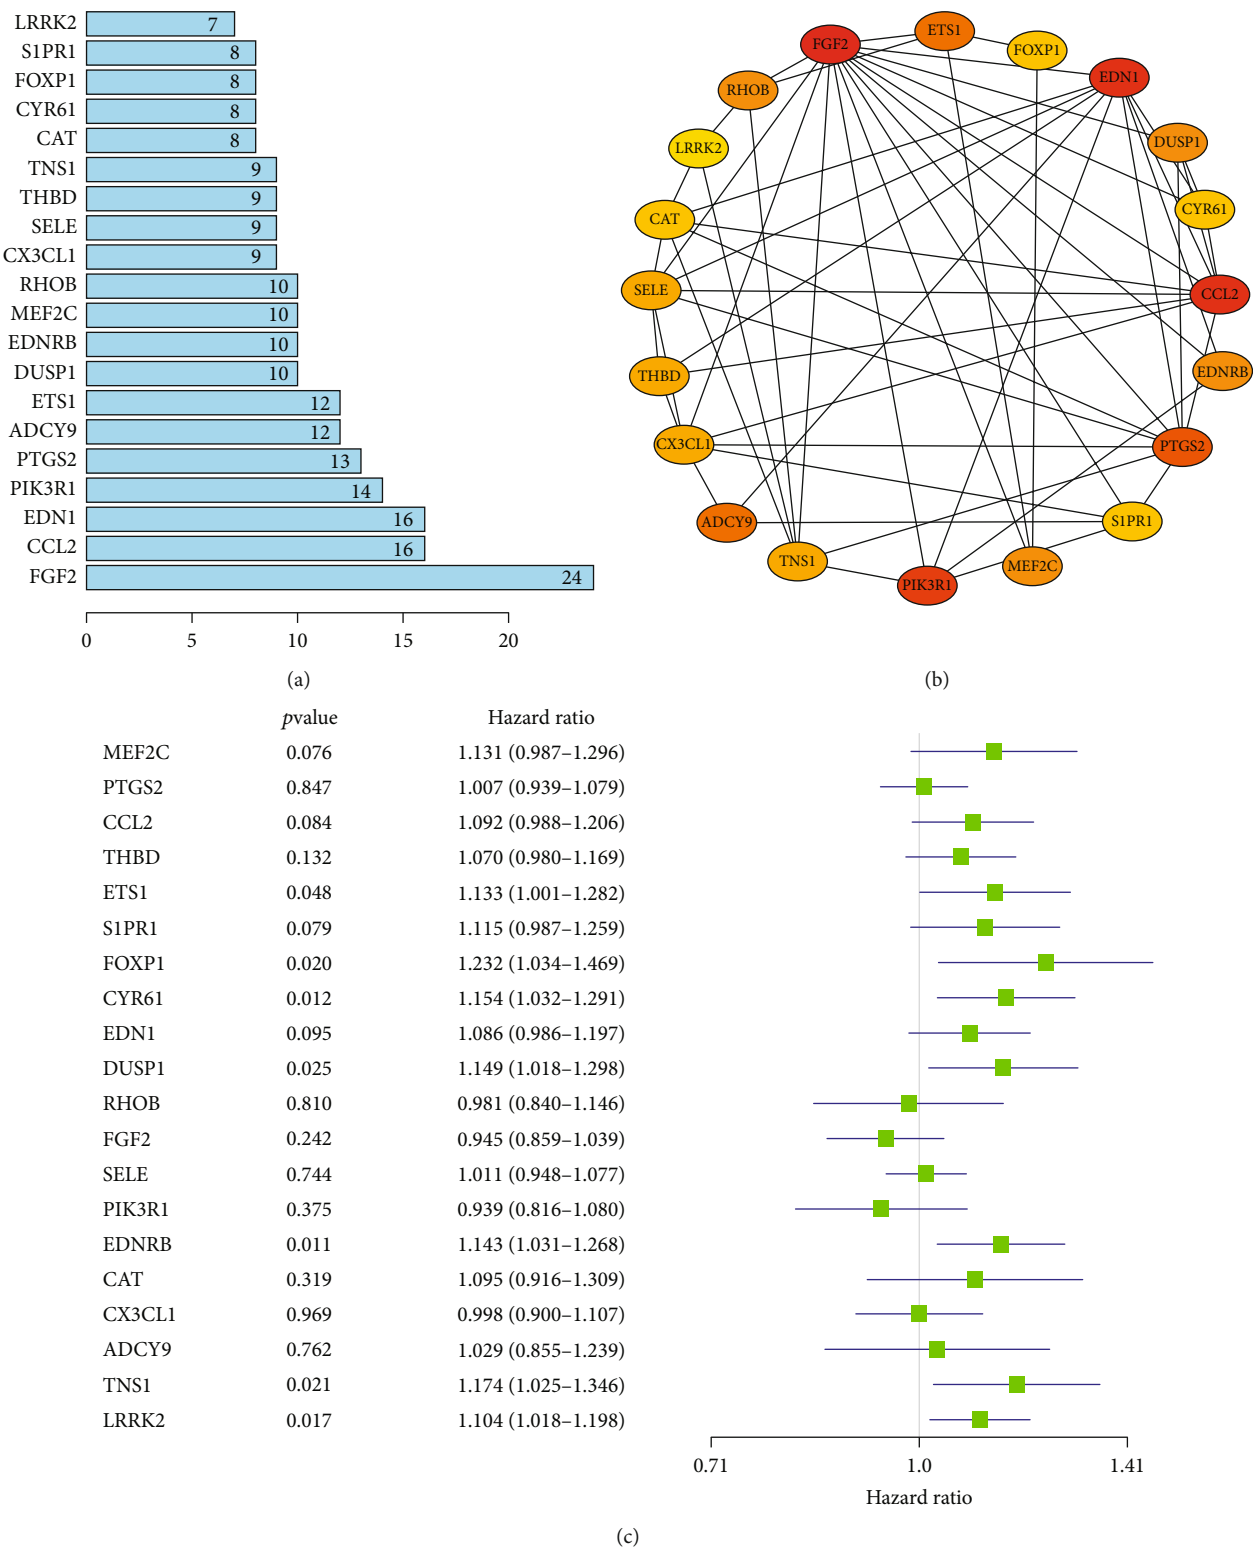 LRRK2 7
S1PR1 8
FOXP1 8
CYR61 8
CAT 8
TNS1 9
THBD 9
SELE 9
CX3CL1 9
RHOB 10
MEF2C 10
EDNRB 10
DUSP1 10
ETS1 12
ADCY9 12
PTGS2 13
PIK3R1 14
EDN1 16
CCL2 16
FGF2 24
0 5 10 15 20
(a)
ETS1
FGF2
FOXP1
EDN1
RHOB
DUSP1
LRRK2
CYR61
CAT
SELE
CCL2
THBD
EDNRB
CX3CL1
PTGS2
ADCY9
S1PR1
TNS1
MEF2C
PIK3R1
(b)
pvalue Hazard ratio
MEF2C 0.076 1.131 (0.987–1.296)
PTGS2 0.847 1.007 (0.939–1.079)
CCL2 0.084 1.092 (0.988–1.206)
THBD 0.132 1.070 (0.980–1.169)
ETS1 0.048 1.133 (1.001–1.282)
S1PR1 0.079 1.115 (0.987–1.259)
FOXP1 0.020 1.232 (1.034–1.469)
CYR61 0.012 1.154 (1.032–1.291)
EDN1 0.095 1.086 (0.986–1.197)
DUSP1 0.025 1.149 (1.018–1.298)
RHOB 0.810 0.981 (0.840–1.146)
FGF2 0.242 0.945 (0.859–1.039)
SELE 0.744 1.011 (0.948–1.077)
PIK3R1 0.375 0.939 (0.816–1.080)
EDNRB 0.011 1.143 (1.031–1.268)
CAT 0.319 1.095 (0.916–1.309)
CX3CL1 0.969 0.998 (0.900–1.107)
ADCY9 0.762 1.029 (0.855–1.239)
TNS1 0.021 1.174 (1.025–1.346)
LRRK2 0.017 1.104 (1.018–1.198)
0.71 1.0 1.41
Hazard ratio
(c)